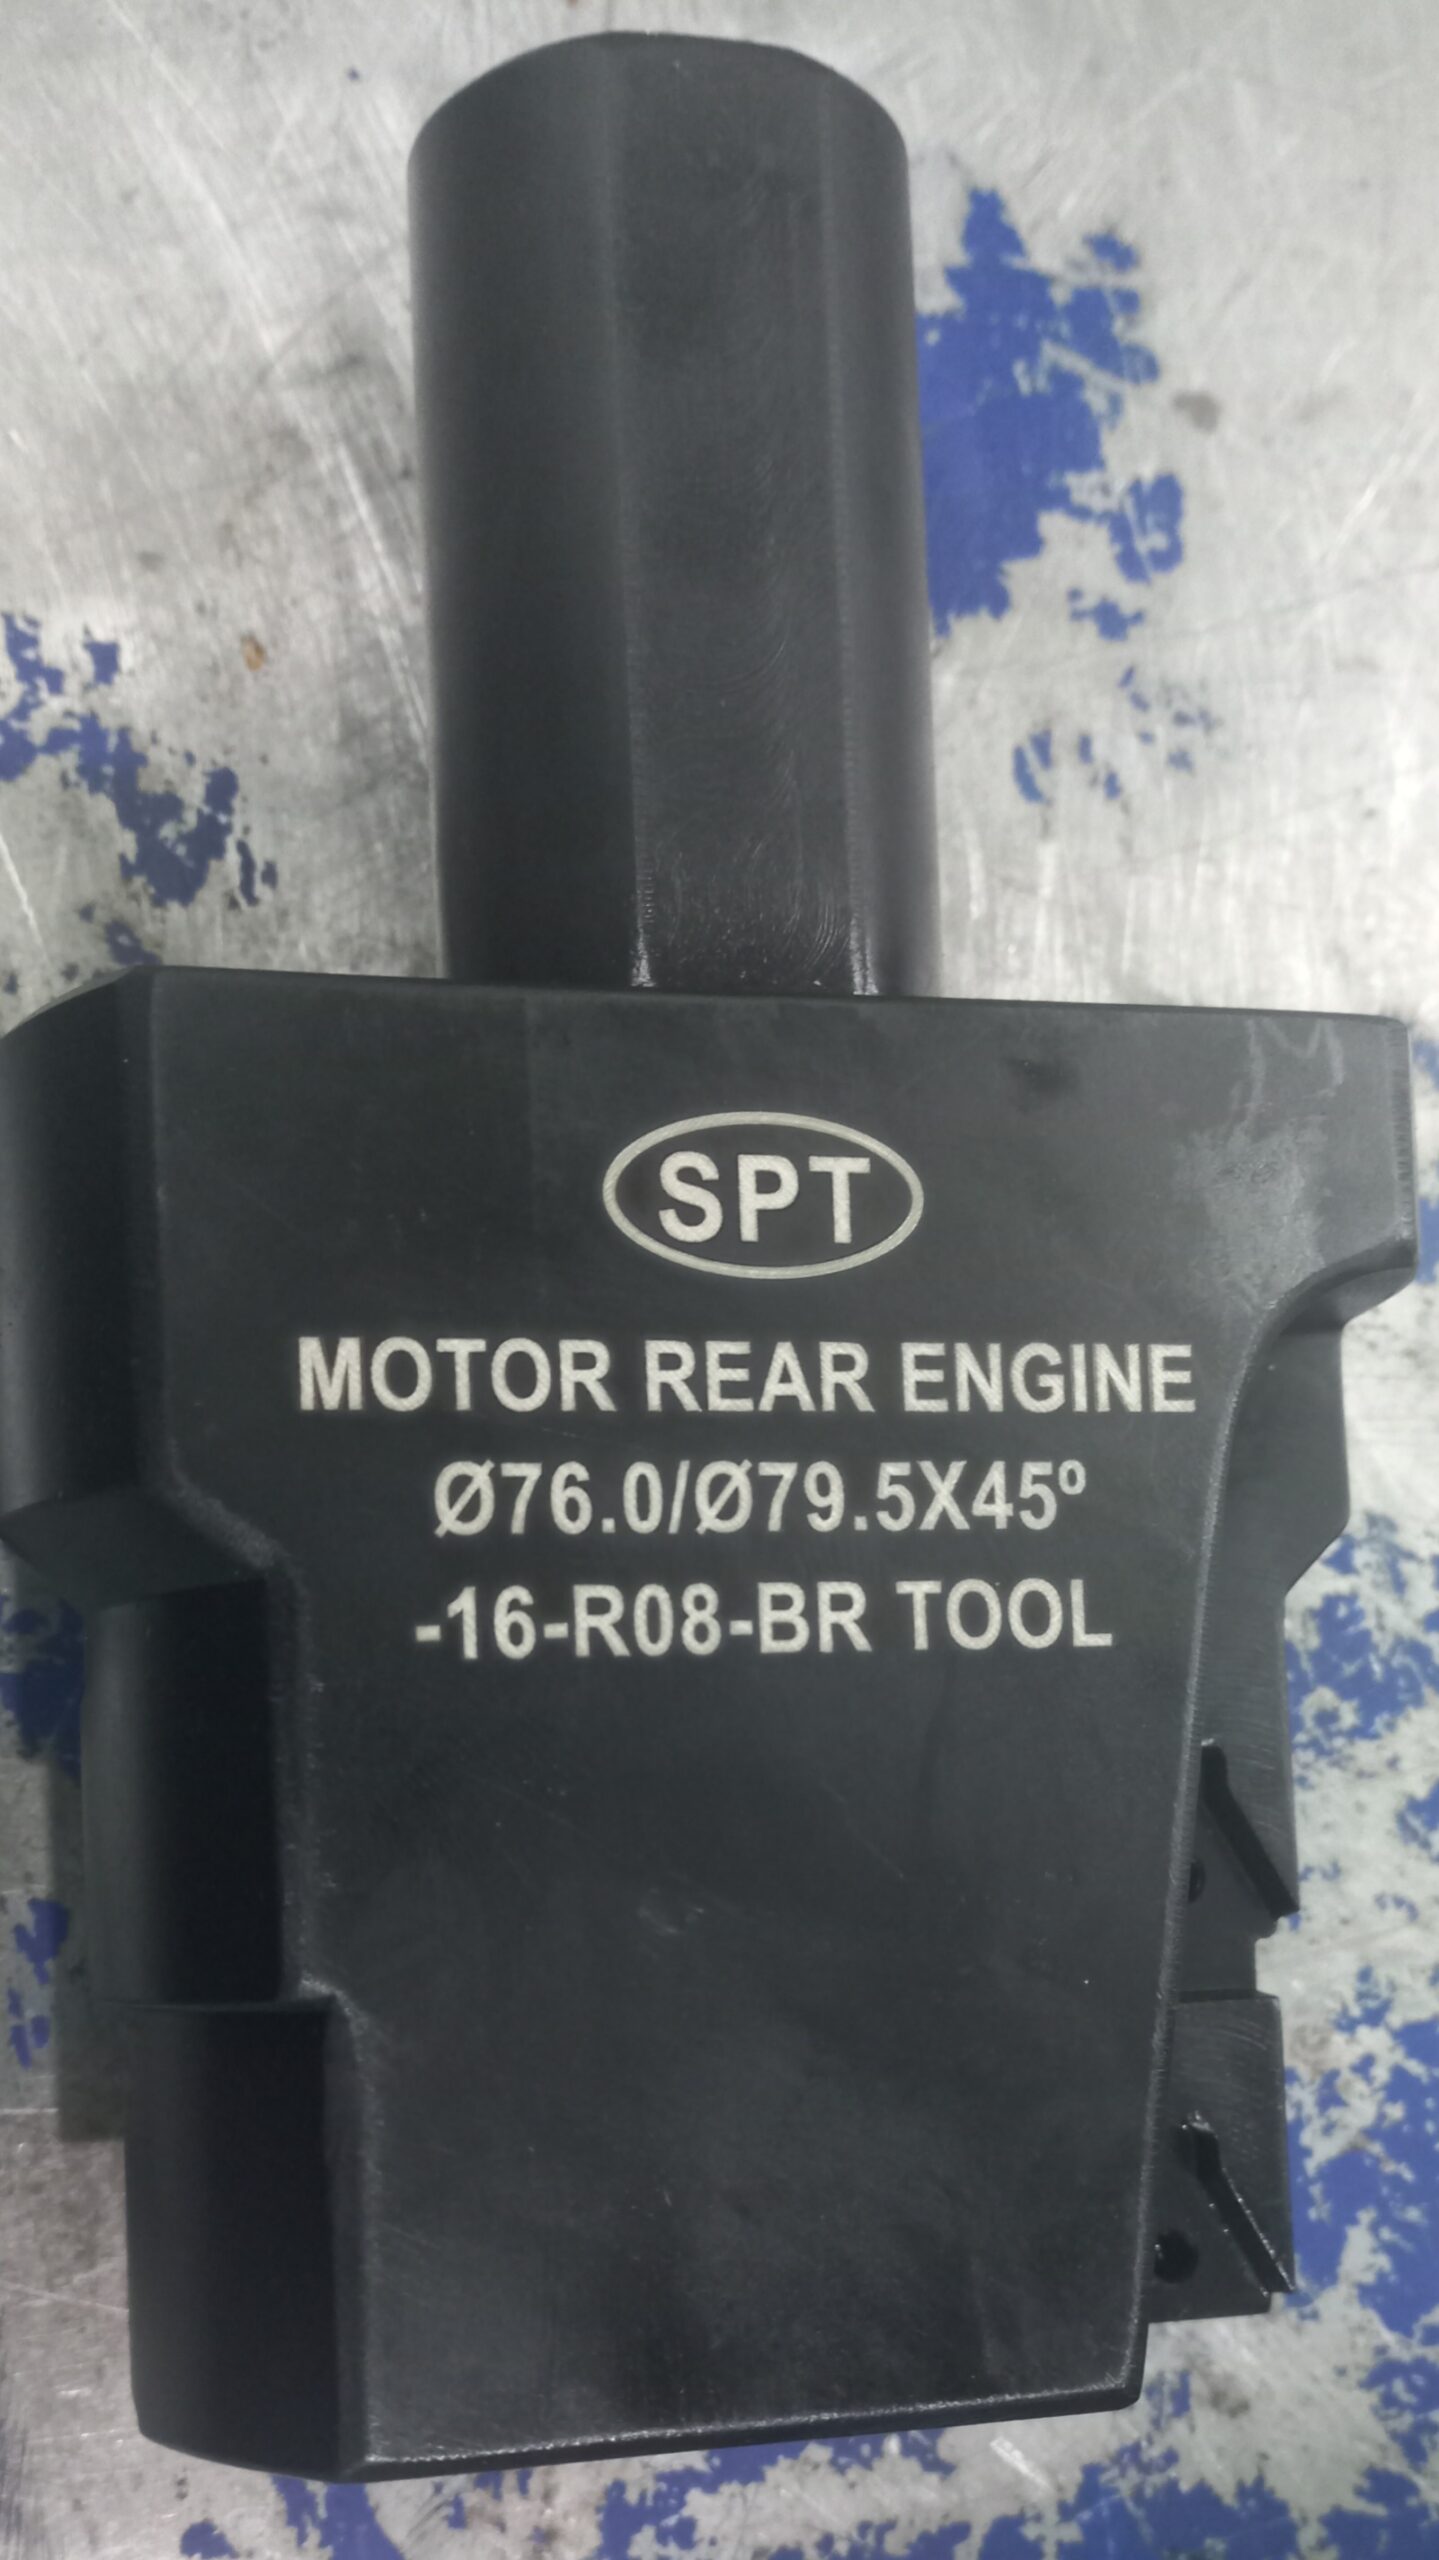 SPT
MOTOR REAR ENGINE
Ø76.0/Ø79.5X45º
-16-R08-BR TOOL